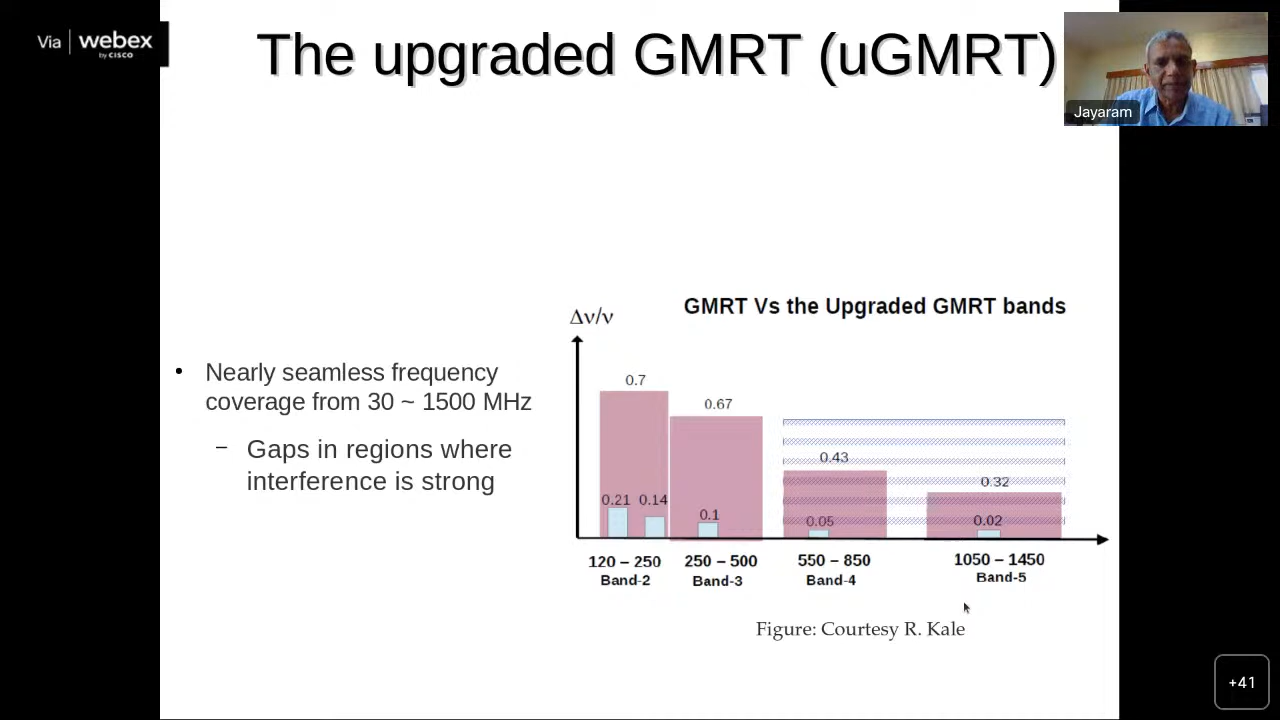 Via webex
by CISCO
The upgraded GMRT (uGMRT)
Jayaram
• Nearly seamless frequency
coverage from 30 ~ 1500 MHz
– Gaps in regions where
interference is strong
GMRT Vs the Upgraded GMRT bands
Δν/ν
0.7
0.67
0.43
0.32
0.21 0.14
0.1
0.05
0.02
120 – 250 250 – 500 550 – 850 1050 – 1450
Band-2 Band-3 Band-4 Band-5
Figure: Courtesy R. Kale
+41